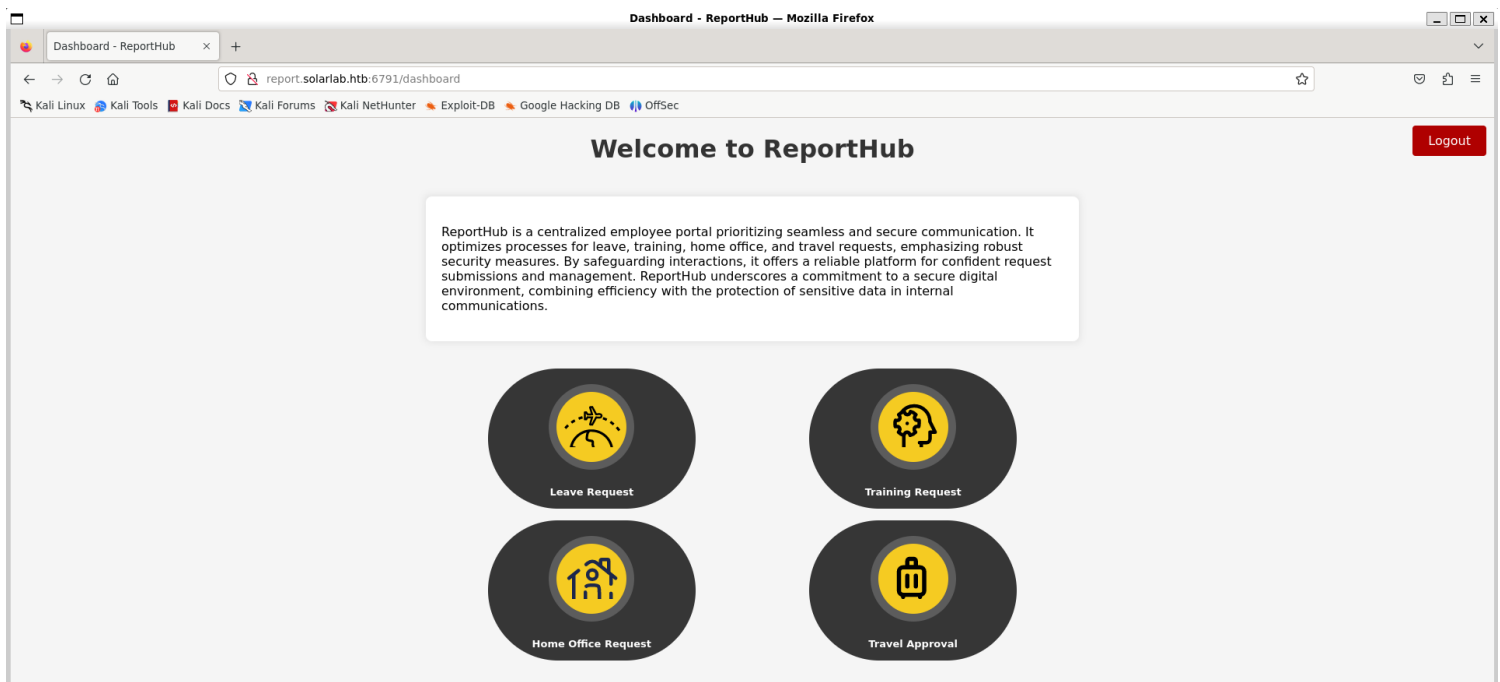 Dashboard - ReportHub — Mozilla Firefox
Dashboard - ReportHub
report.solarlab.htb:6791/dashboard
Kali Linux Kali Tools Kali Docs Kali Forums Kali NetHunter Exploit-DB Google Hacking DB OffSec
Welcome to ReportHub
Logout
ReportHub is a centralized employee portal prioritizing seamless and secure communication. It
optimizes processes for leave, training, home office, and travel requests, emphasizing robust
security measures. By safeguarding interactions, it offers a reliable platform for confident request
submissions and management. ReportHub underscores a commitment to a secure digital
environment, combining efficiency with the protection of sensitive data in internal
communications.
Leave Request
Training Request
Home Office Request
Travel Approval